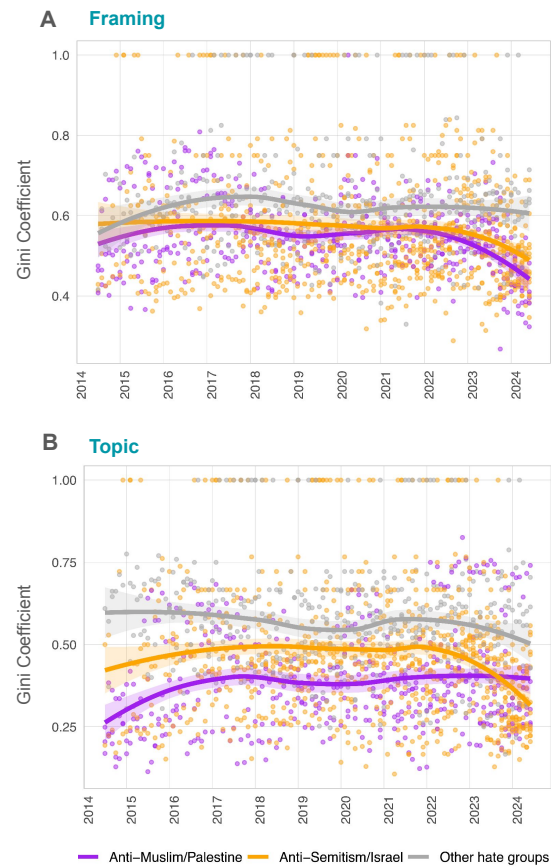 A Framing
1.0
0.8
0.6
0.4
Gini Coefficient
2014 2015 2016 2017 2018 2019 2020 2021 2022 2023 2024
B Topic
1.00
0.75
0.50
0.25
Gini Coefficient
2014 2015 2016 2017 2018 2019 2020 2021 2022 2023 2024
Anti-Muslim/Palestine Anti-Semitism/Israel Other hate groups